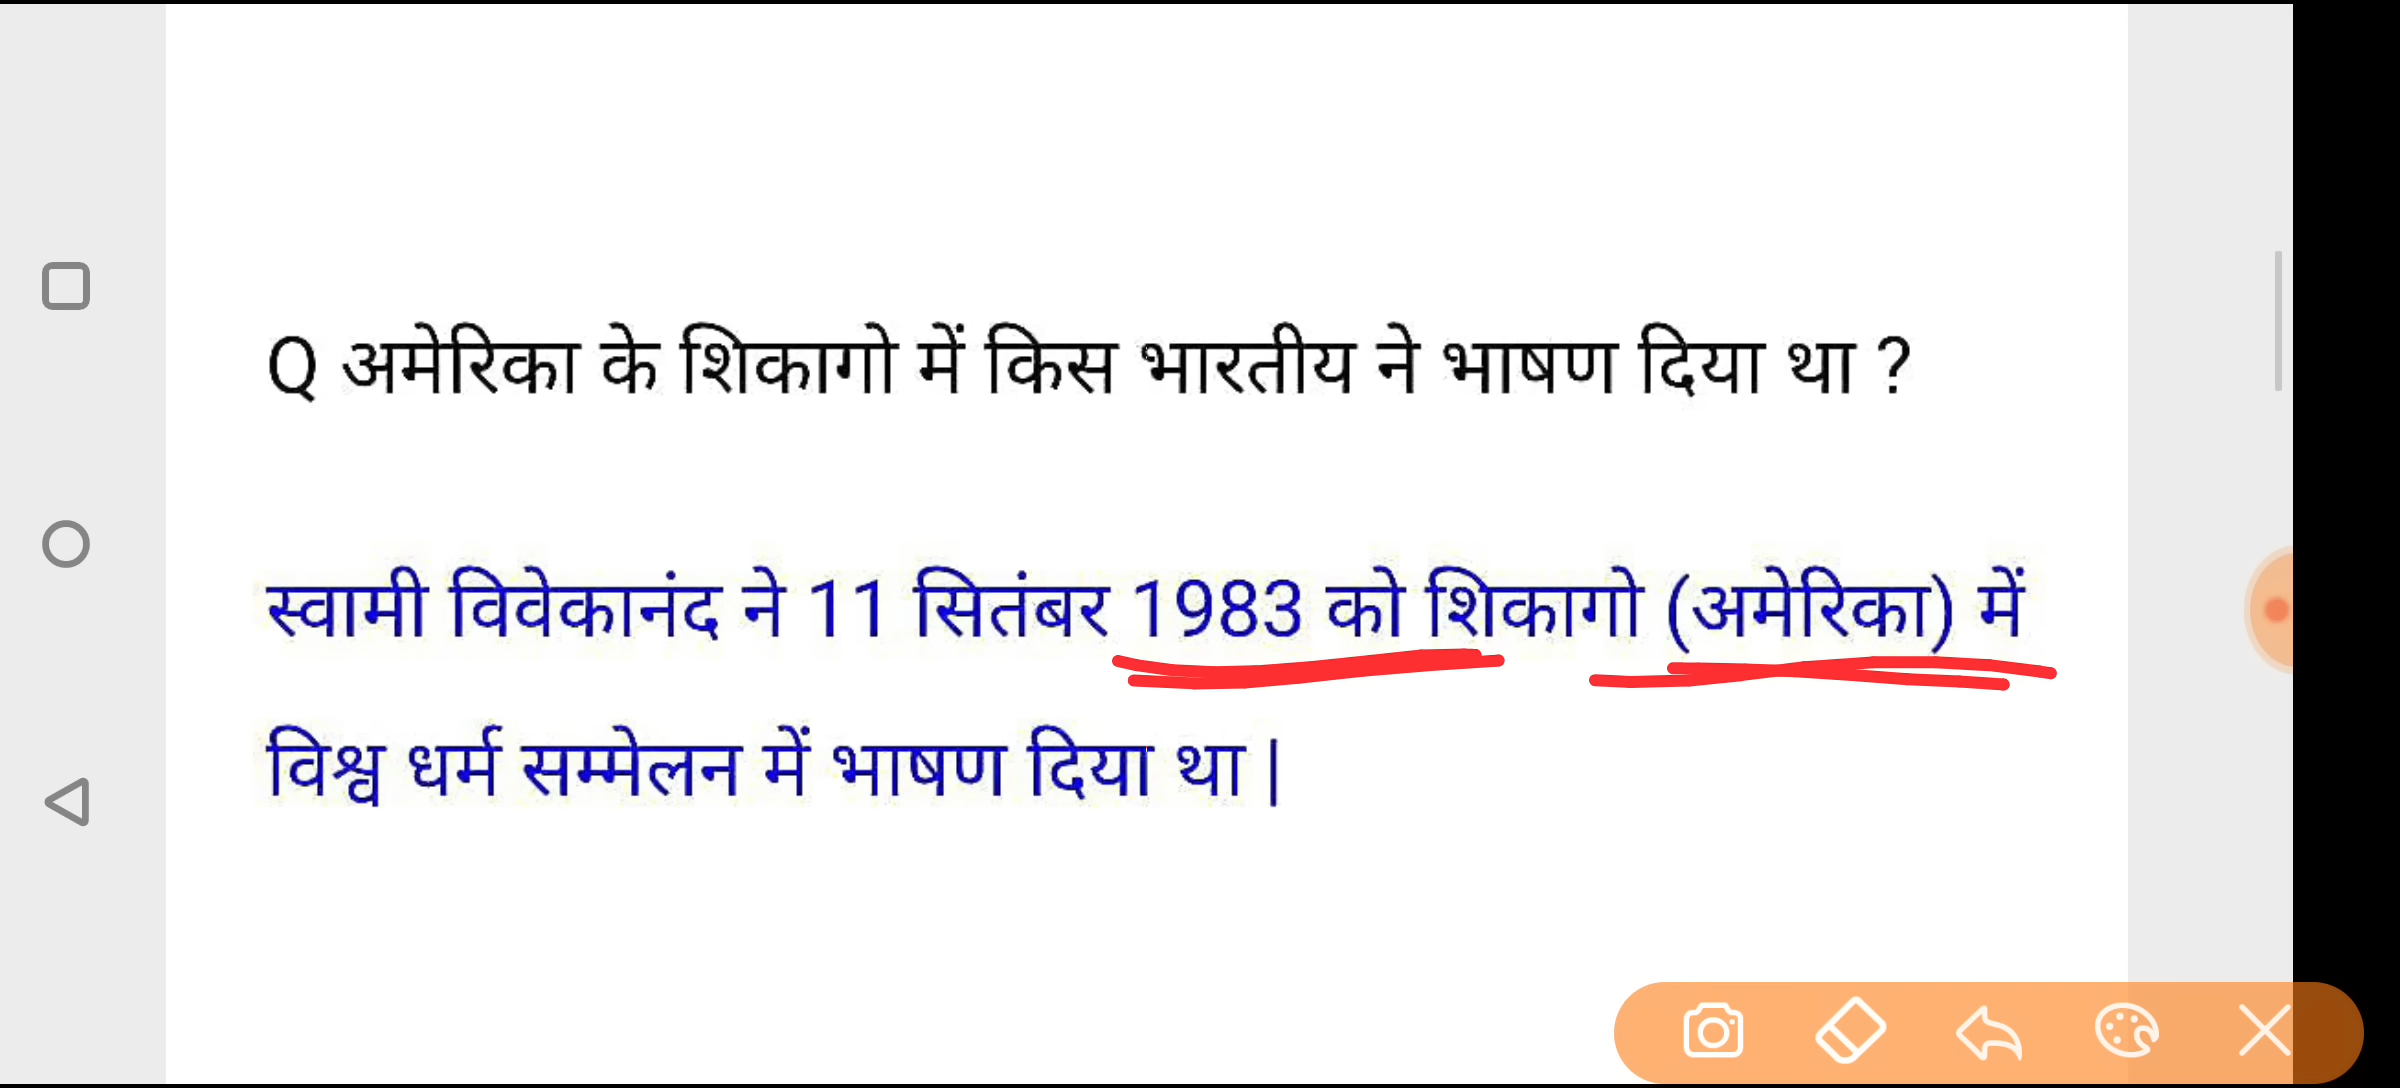 Q अमेरिका के शिकागो में किस भारतीय ने भाषण दिया था ?
स्वामी विवेकानंद ने 11 सितंबर 1983 को शिकागो (अमेरिका) में
विश्व धर्म सम्मेलन में भाषण दिया था |